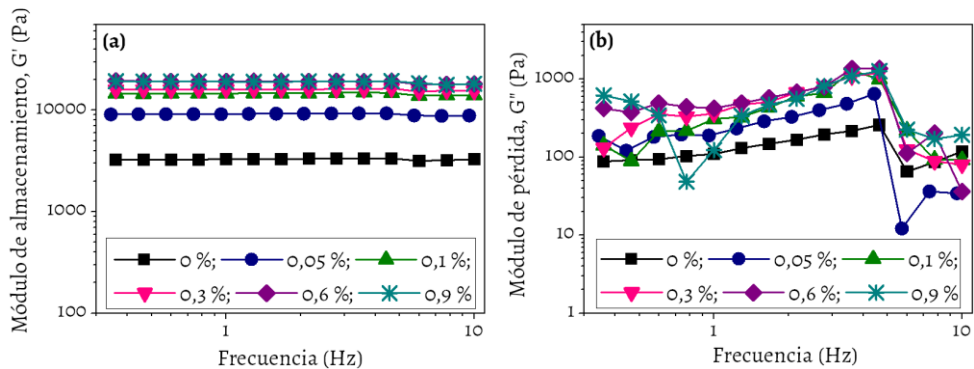 (a)
Módulo de almacenamiento, G' (Pa)
10000
1000
100
0 %; 0,05 %; 0,1 %
0,3 %; 0,6 %; 0,9 %
1 10
Frecuencia (Hz)
(b)
Módulo de pérdida, G" (Pa)
1000
100
10
1
0 %; 0,05 %; 0,1 %
0,3 %; 0,6 %; 0,9 %
1 10
Frecuencia (Hz)